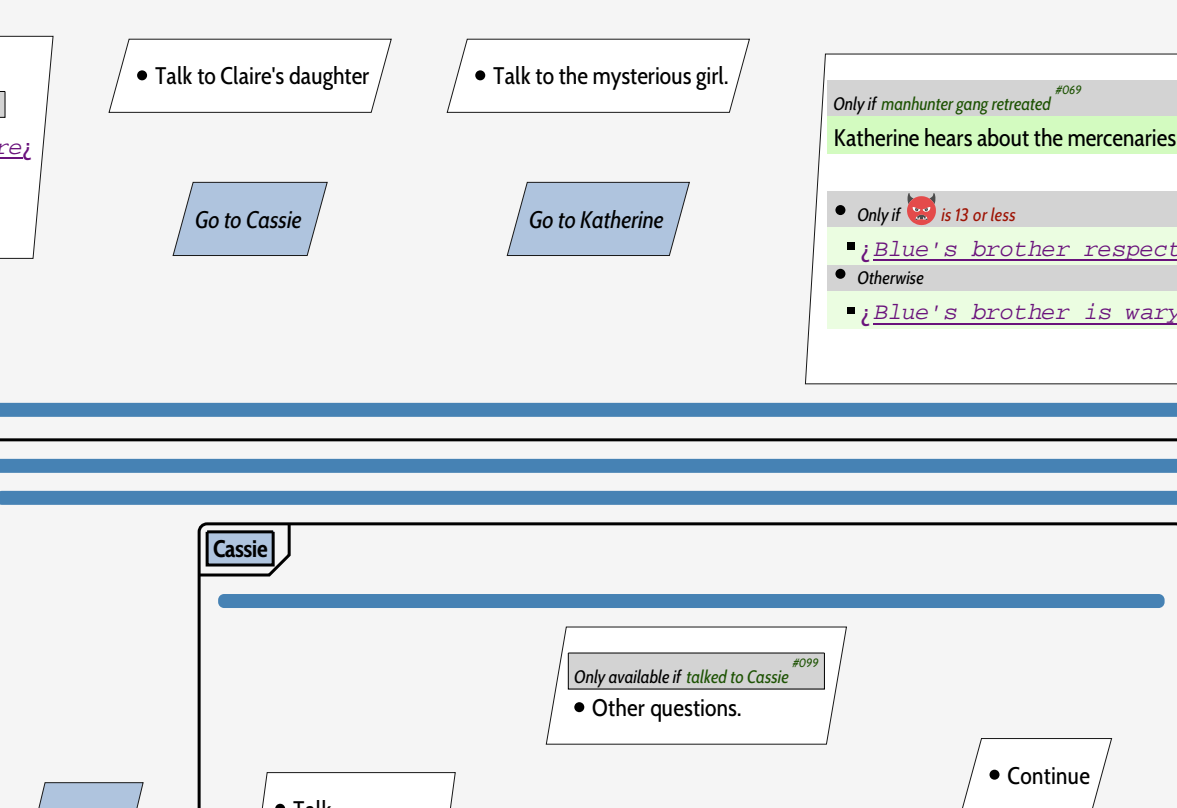 re¿
• Talk to Claire's daughter
• Talk to the mysterious girl.
Go to Cassie
Go to Katherine
Only if manhunter gang retreated #069
Katherine hears about the mercenaries
• Only if is 13 or less
▪ ¿Blue's brother respect
• Otherwise
▪ ¿Blue's brother is wary
Cassie
Only available if talked to Cassie #099
• Other questions.
• Continue
• Talk